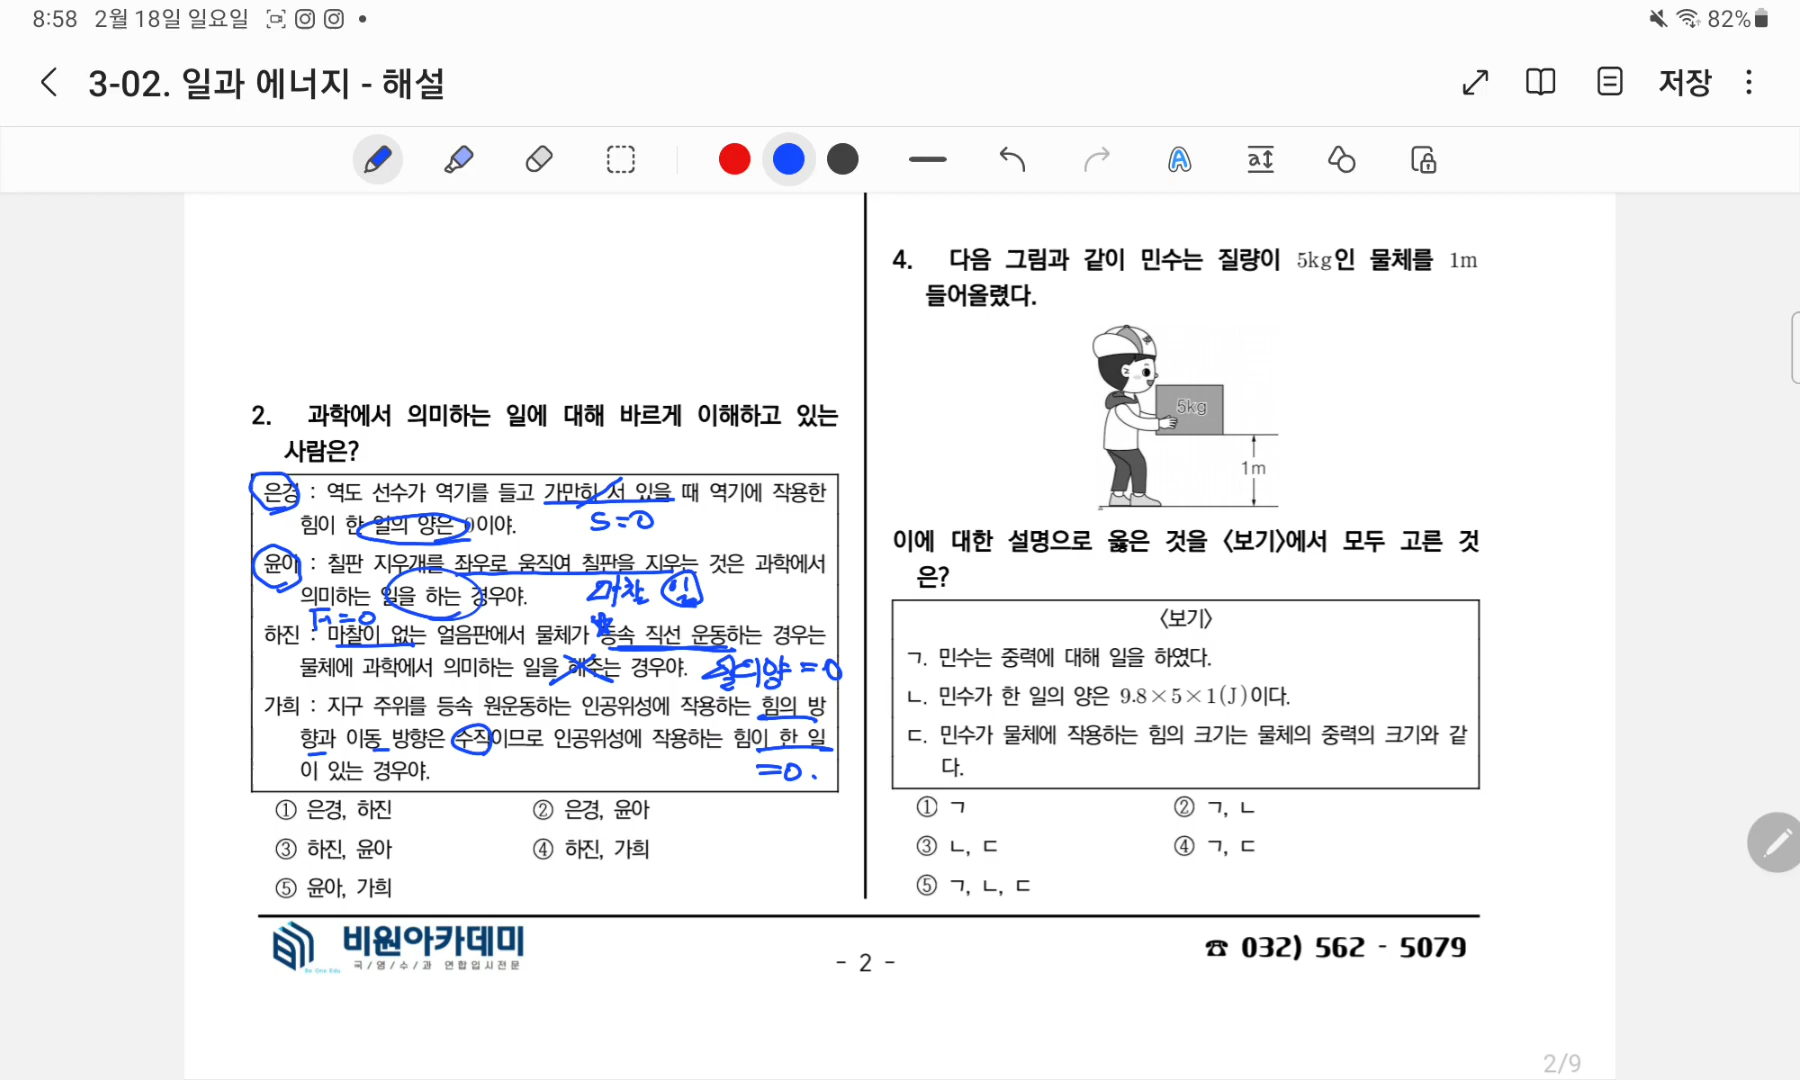 8:58 2월 18일 일요일
82%
3-02. 일과 에너지 - 해설
저장
2. 과학에서 의미하는 일에 대해 바르게 이해하고 있는
사람은?
은경 : 역도 선수가 역기를 들고 가만히 서 있을 때 역기에 작용한
힘이 한 일의 양은 0이야.
S=0
윤아 : 칠판 지우개를 좌우로 움직여 칠판을 지우는 것은 과학에서
의미하는 일을 하는 경우야.
마찰 일
F=0
하진 : 마찰이 없는 얼음판에서 물체가 등속 직선 운동하는 경우는
물체에 과학에서 의미하는 일을 해주는 경우야.
일의양=0
가희 : 지구 주위를 등속 원운동하는 인공위성에 작용하는 힘의 방
향과 이동 방향은 수직이므로 인공위성에 작용하는 힘이 한 일
이 있는 경우야.
=0.
① 은경, 하진 ② 은경, 윤아
③ 하진, 윤아 ④ 하진, 가희
⑤ 윤아, 가희
4. 다음 그림과 같이 민수는 질량이 5kg인 물체를 1m
들어올렸다.
5kg
1m
이에 대한 설명으로 옳은 것을 〈보기〉에서 모두 고른 것
은?
〈보기〉
ㄱ. 민수는 중력에 대해 일을 하였다.
ㄴ. 민수가 한 일의 양은 9.8×5×1(J)이다.
ㄷ. 민수가 물체에 작용하는 힘의 크기는 물체의 중력의 크기와 같
다.
① ㄱ ② ㄱ, ㄴ
③ ㄴ, ㄷ ④ ㄱ, ㄷ
⑤ ㄱ, ㄴ, ㄷ
Be One Edu
비원아카데미
국/영/수/과 연합입시전문
- 2 -
☎ 032) 562 - 5079
2/9